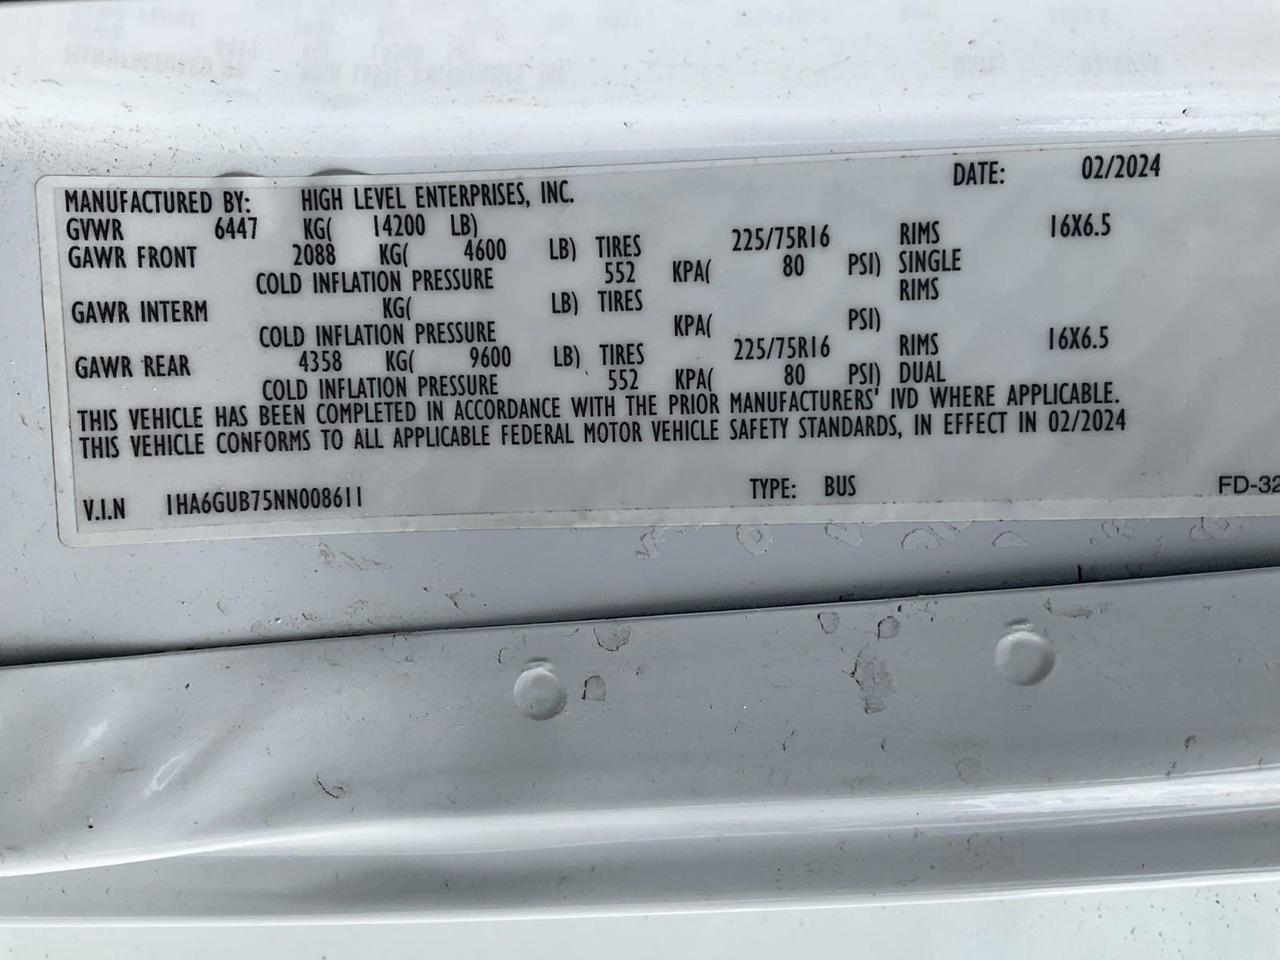 MANUFACTURED BY: HIGH LEVEL ENTERPRISES, INC. DATE: 02/2024
GVWR 6447 KG( 14200 LB)
GAWR FRONT 2088 KG( 4600 LB) TIRES 225/75R16 RIMS 16X6.5
COLD INFLATION PRESSURE 552 KPA( 80 PSI) SINGLE
GAWR INTERM KG( LB) TIRES RIMS
COLD INFLATION PRESSURE KPA( PSI)
GAWR REAR 4358 KG( 9600 LB) TIRES 225/75R16 RIMS 16X6.5
COLD INFLATION PRESSURE 552 KPA( 80 PSI) DUAL
THIS VEHICLE HAS BEEN COMPLETED IN ACCORDANCE WITH THE PRIOR MANUFACTURERS' IVD WHERE APPLICABLE.
THIS VEHICLE CONFORMS TO ALL APPLICABLE FEDERAL MOTOR VEHICLE SAFETY STANDARDS, IN EFFECT IN 02/2024
V.I.N 1HA6GUB75NN008611 TYPE: BUS FD-32